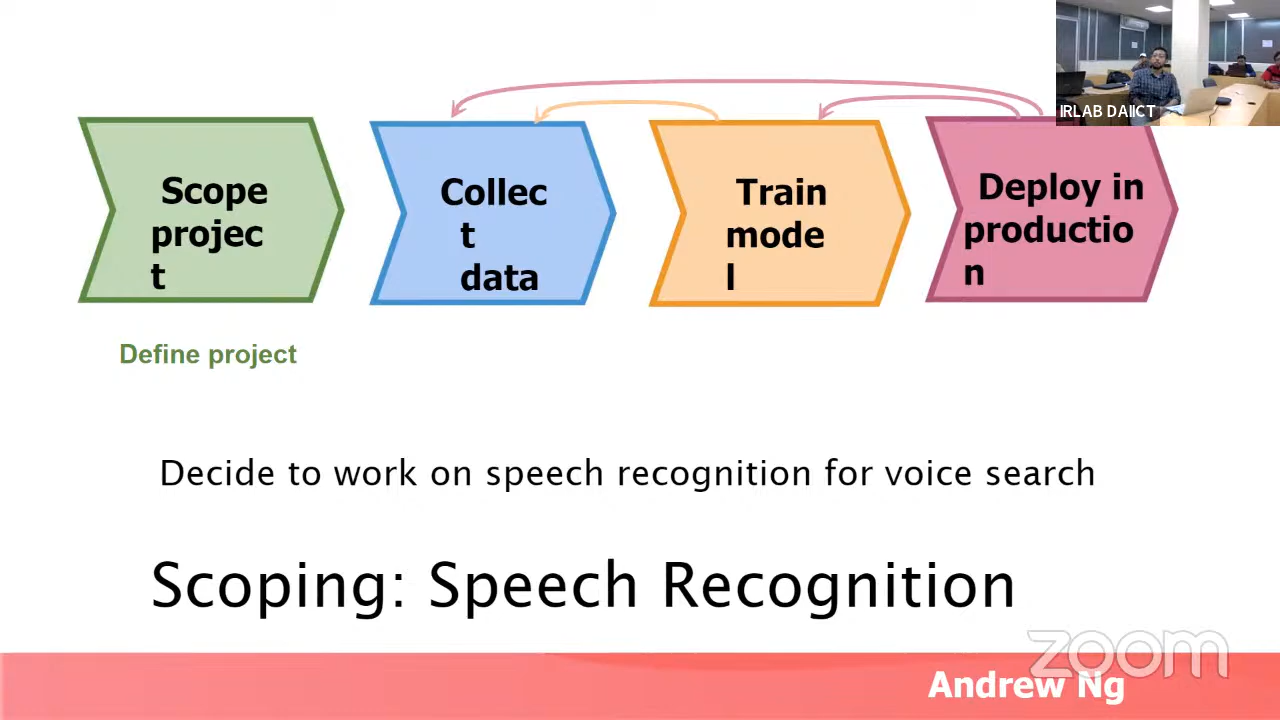 IRLAB DAIICT
Scope
projec
t
Collec
t
data
Train
mode
l
Deploy in
productio
n
Define project
Decide to work on speech recognition for voice search
Scoping: Speech Recognition
zoom
Andrew Ng